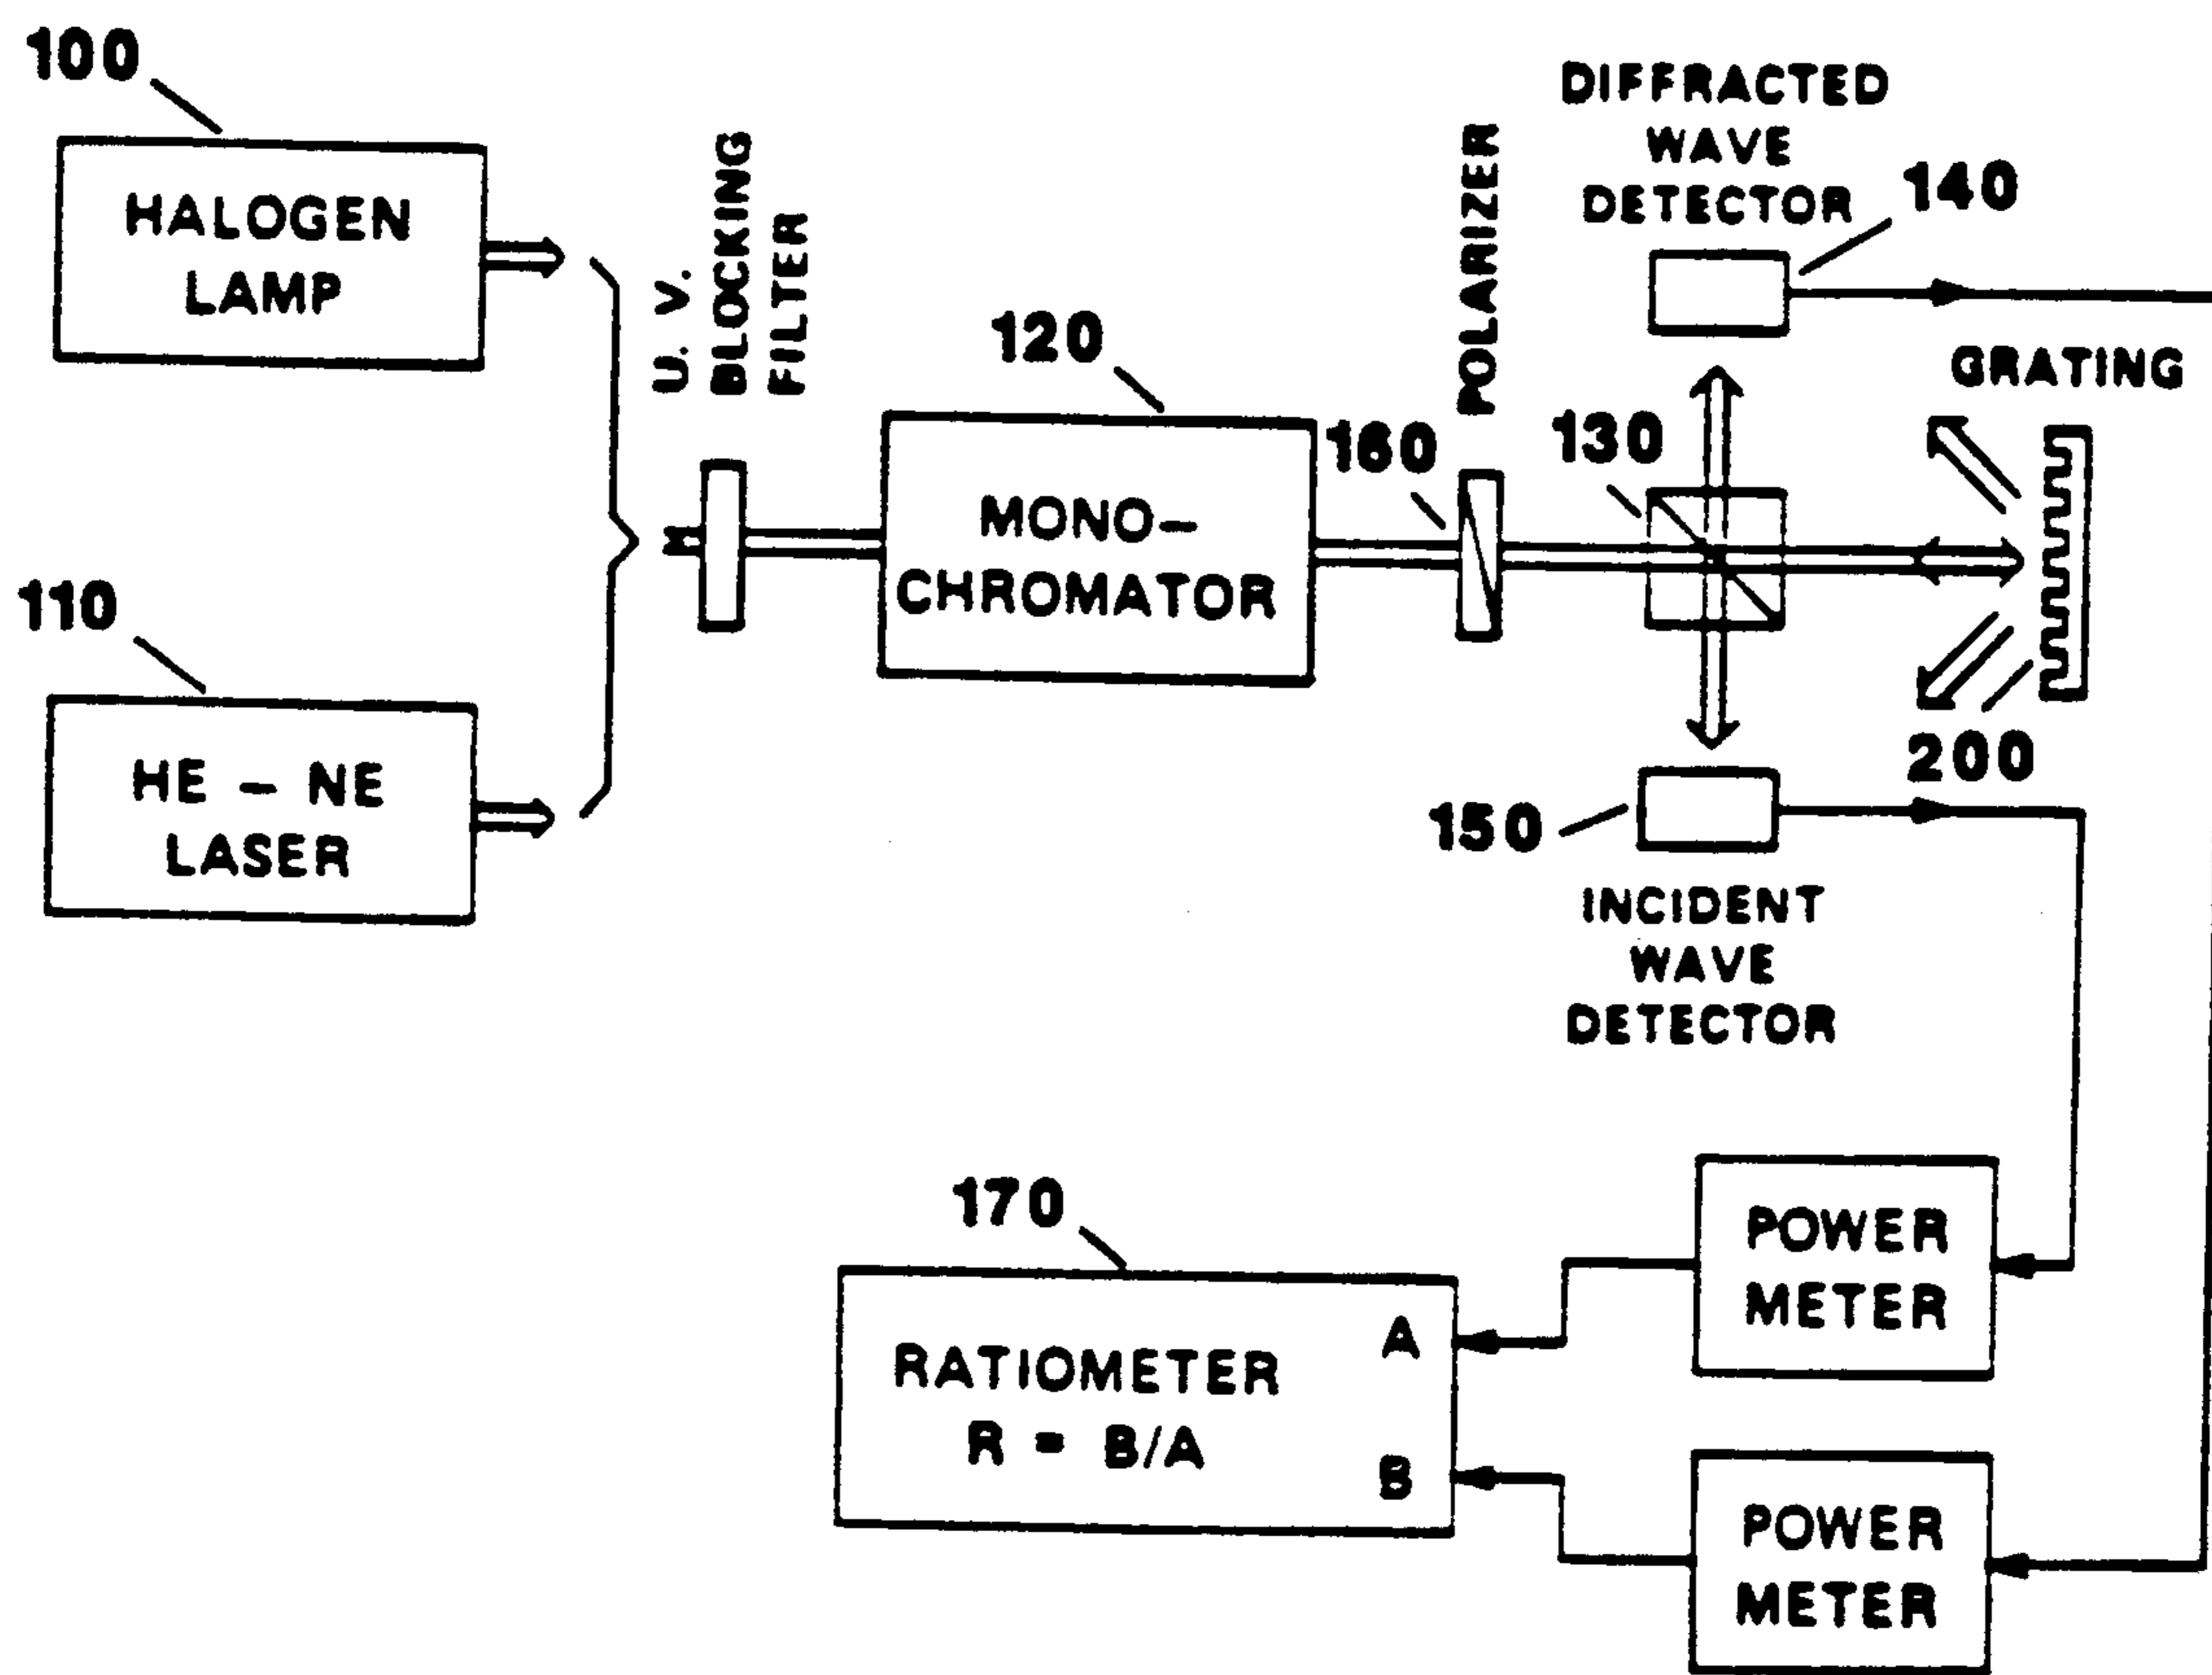 100
HALOGEN
LAMP
110
HE – NE
LASER
U. V.
BLOCKING
FILTER
120
MONO–
CHROMATOR
160
POLARIZER
130
DIFFRACTED
WAVE
DETECTOR
140
GRATING
200
150
INCIDENT
WAVE
DETECTOR
170
RATIOMETER
R = B/A
A
B
POWER
METER
POWER
METER